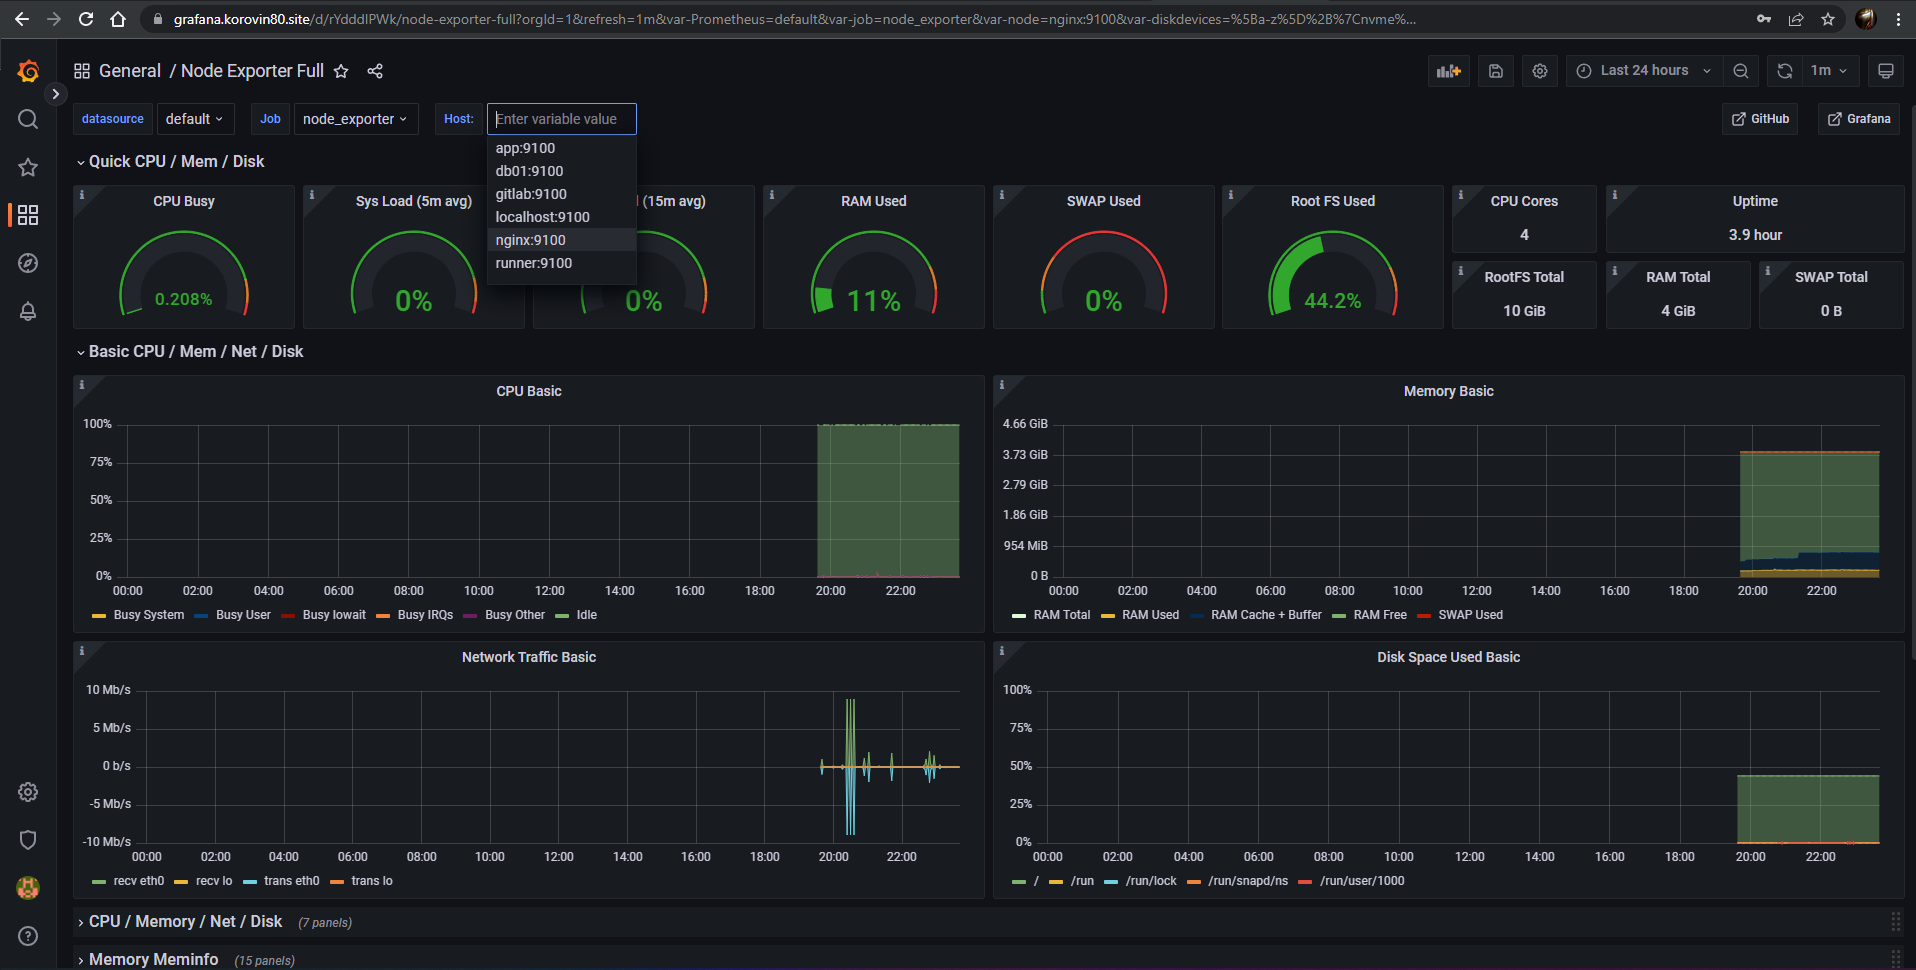 grafana.korovin80.site/d/rYdddlPWk/node-exporter-full?orgId=1&refresh=1m&var-Prometheus=default&var-job=node_exporter&var-node=nginx:9100&var-diskdevices=%5Ba-z%5D%2B%7Cnvme%...
General / Node Exporter Full
Last 24 hours
1m
datasource default Job node_exporter Host: Enter variable value
GitHub Grafana
app:9100
db01:9100
gitlab:9100
localhost:9100
nginx:9100
runner:9100
Quick CPU / Mem / Disk
CPU Busy
0.208%
Sys Load (5m avg)
0%
(15m avg)
0%
RAM Used
11%
SWAP Used
0%
Root FS Used
44.2%
CPU Cores
4
Uptime
3.9 hour
RootFS Total
10 GiB
RAM Total
4 GiB
SWAP Total
0 B
Basic CPU / Mem / Net / Disk
CPU Basic
100%
75%
50%
25%
0%
00:00 02:00 04:00 06:00 08:00 10:00 12:00 14:00 16:00 18:00 20:00 22:00
Busy System Busy User Busy Iowait Busy IRQs Busy Other Idle
Memory Basic
4.66 GiB
3.73 GiB
2.79 GiB
1.86 GiB
954 MiB
0 B
00:00 02:00 04:00 06:00 08:00 10:00 12:00 14:00 16:00 18:00 20:00 22:00
RAM Total RAM Used RAM Cache + Buffer RAM Free SWAP Used
Network Traffic Basic
10 Mb/s
5 Mb/s
0 b/s
-5 Mb/s
-10 Mb/s
00:00 02:00 04:00 06:00 08:00 10:00 12:00 14:00 16:00 18:00 20:00 22:00
recv eth0 recv lo trans eth0 trans lo
Disk Space Used Basic
100%
75%
50%
25%
0%
00:00 02:00 04:00 06:00 08:00 10:00 12:00 14:00 16:00 18:00 20:00 22:00
/ /run /run/lock /run/snapd/ns /run/user/1000
CPU / Memory / Net / Disk (7 panels)
Memory Meminfo (15 panels)